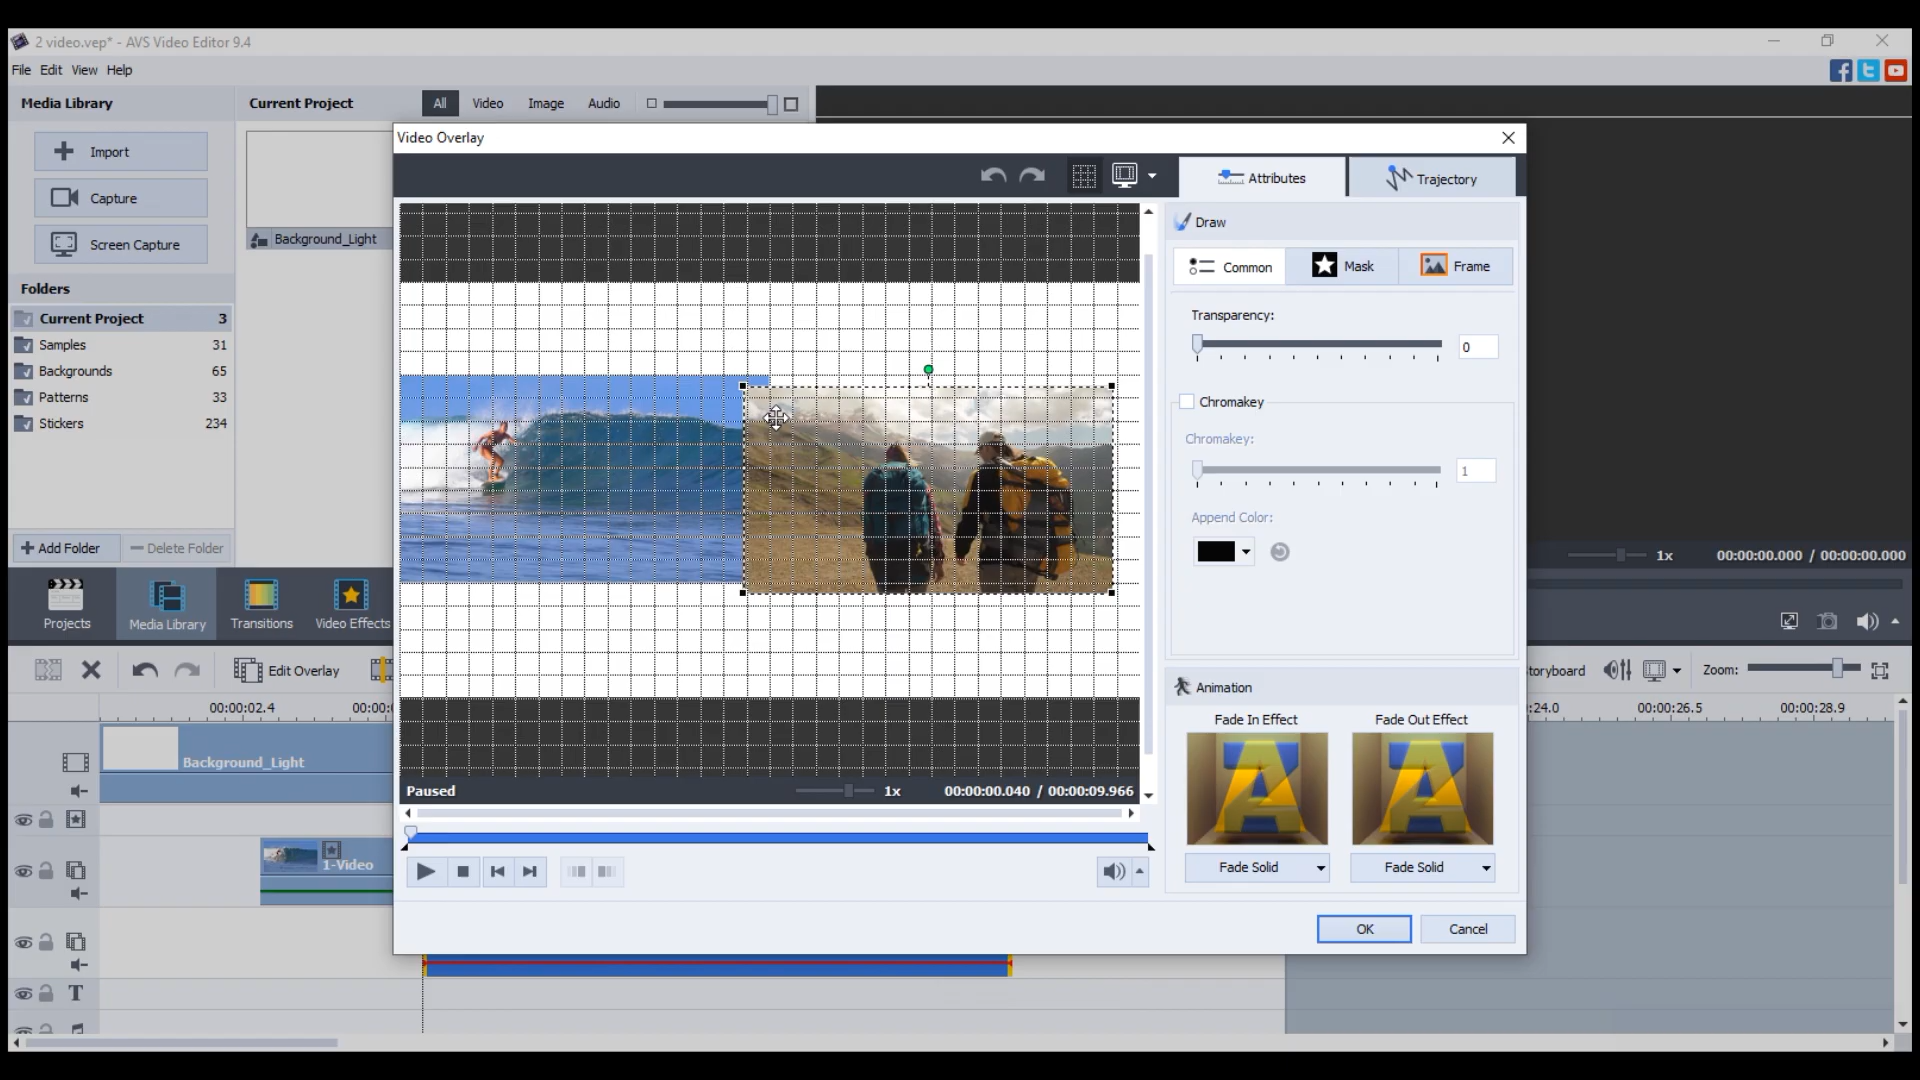 2 video.vep* - AVS Video Editor 9.4
File Edit View Help
Media Library
Current Project
All Video Image Audio
Import
Capture
Screen Capture
Background_Light
Folders
Current Project 3
Samples 31
Backgrounds 65
Patterns 33
Stickers 234
Add Folder Delete Folder
Projects Media Library Transitions Video Effects
Edit Overlay
Video Overlay
Attributes Trajectory
Draw
Common Mask Frame
Transparency:
0
Chromakey
Chromakey:
1
Append Color:
Animation
Fade In Effect Fade Out Effect
Fade Solid Fade Solid
Paused 1x 00:00:00.040 / 00:00:09.966
OK Cancel
1x 00:00:00.000 / 00:00:00.000
toryboard Zoom:
00:00:02.4 00:00:0 :24.0 00:00:26.5 00:00:28.9
Background_Light
1-Video
T